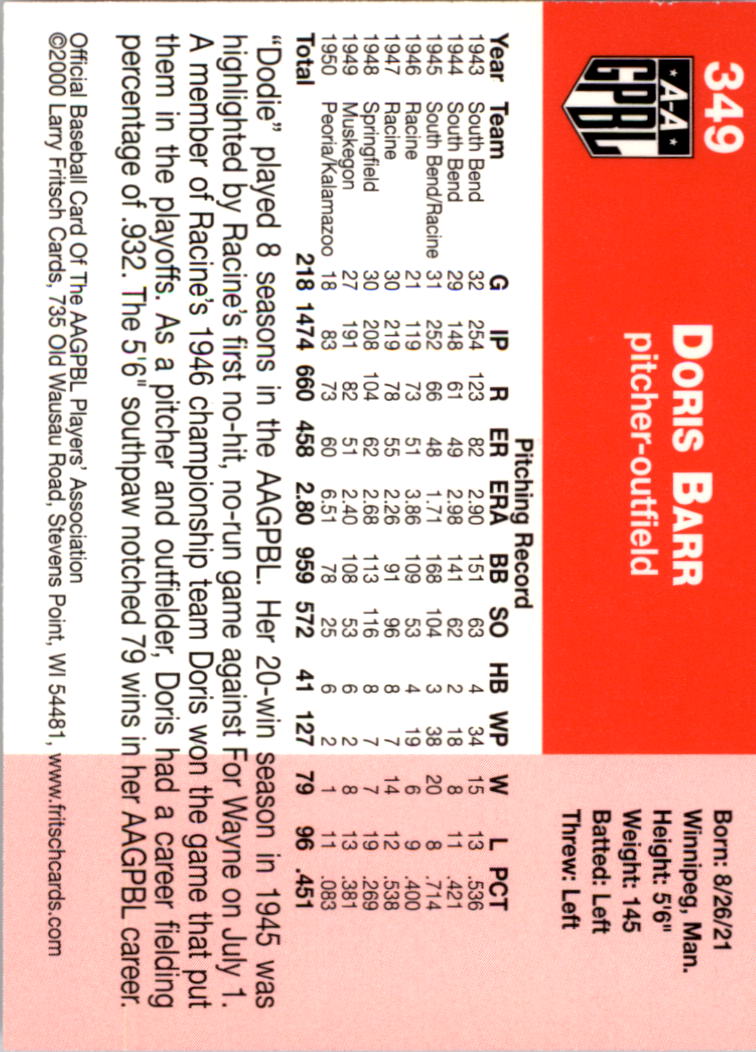 349
A-A
GPBL
DORIS BARR
pitcher-outfield
Born: 8/26/21
Winnipeg, Man.
Height: 5'6"
Weight: 145
Batted: Left
Threw: Left
Pitching Record
Year Team G IP R ER ERA BB SO HB WP W L PCT
1943 South Bend 32 254 123 82 2.90 151 63 4 34 15 13 .536
1944 South Bend 29 148 61 49 2.98 141 62 2 18 8 11 .421
1945 South Bend/Racine 31 252 66 48 1.71 168 104 3 38 20 8 .714
1946 Racine 21 119 73 51 3.86 109 53 4 19 6 9 .400
1947 Racine 30 219 78 55 2.26 91 96 8 7 14 12 .538
1948 Springfield 30 208 104 62 2.68 113 116 8 7 7 19 .269
1949 Muskegon 27 191 82 51 2.40 108 53 6 2 8 13 .381
1950 Peoria/Kalamazoo 18 83 73 60 6.51 78 25 6 2 1 11 .083
Total 218 1474 660 458 2.80 959 572 41 127 79 96 .451
"Dodie" played 8 seasons in the AAGPBL. Her 20-win season in 1945 was
highlighted by Racine's first no-hit, no-run game against For Wayne on July 1.
A member of Racine's 1946 championship team Doris won the game that put
them in the playoffs. As a pitcher and outfielder, Doris had a career fielding
percentage of .932. The 5'6" southpaw notched 79 wins in her AAGPBL career.
Official Baseball Card Of The AAGPBL Players' Association
©2000 Larry Fritsch Cards, 735 Old Wausau Road, Stevens Point, WI 54481, www.fritschcards.com